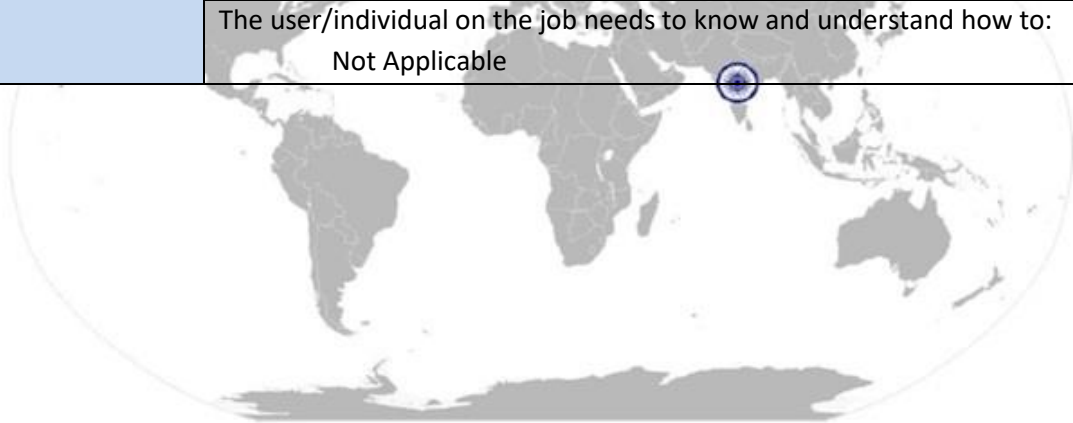 The user/individual on the job needs to know and understand how to:
Not Applicable